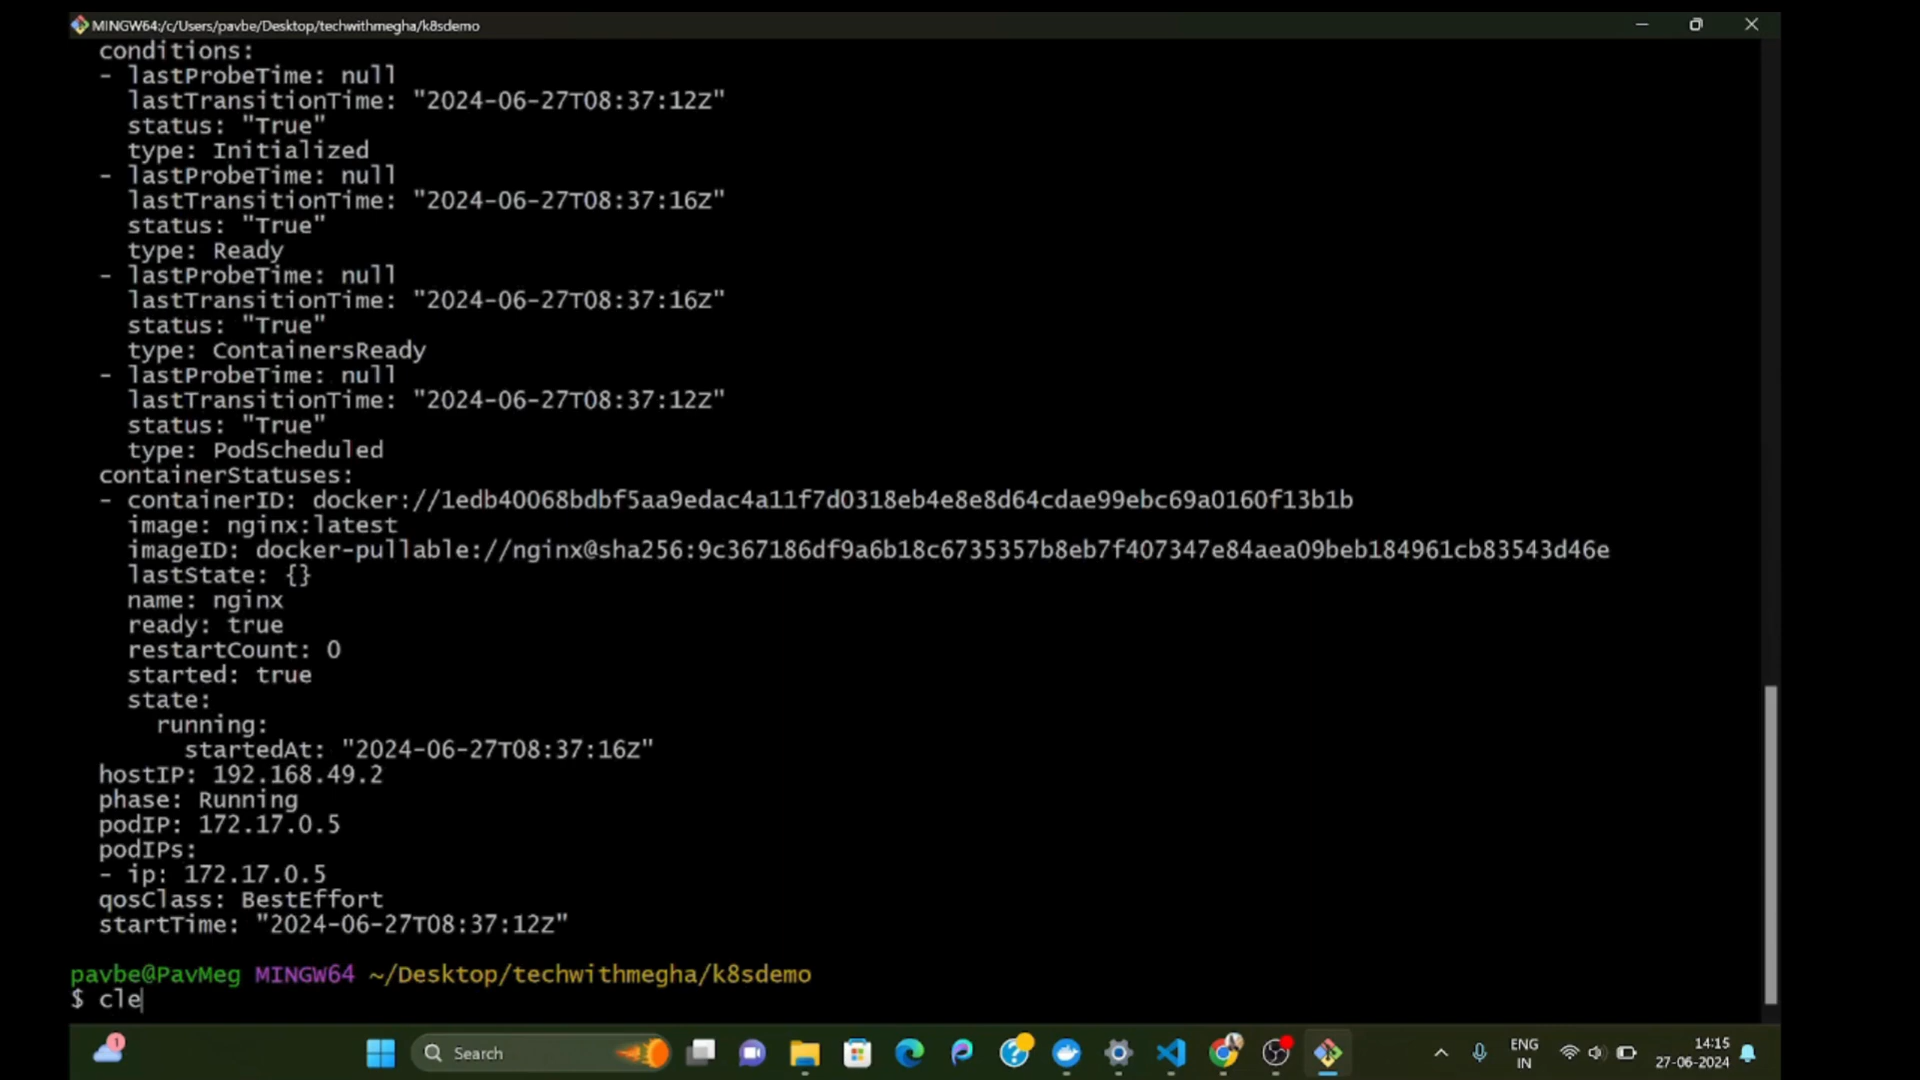 MINGW64:/c/Users/pavbe/Desktop/techwithmegha/k8sdemo
conditions:
- lastProbeTime: null
lastTransitionTime: "2024-06-27T08:37:12Z"
status: "True"
type: Initialized
- lastProbeTime: null
lastTransitionTime: "2024-06-27T08:37:16Z"
status: "True"
type: Ready
- lastProbeTime: null
lastTransitionTime: "2024-06-27T08:37:16Z"
status: "True"
type: ContainersReady
- lastProbeTime: null
lastTransitionTime: "2024-06-27T08:37:12Z"
status: "True"
type: PodScheduled
containerStatuses:
- containerID: docker://1edb40068bdbf5aa9edac4a11f7d0318eb4e8e8d64cdae99ebc69a0160f13b1b
image: nginx:latest
imageID: docker-pullable://nginx@sha256:9c367186df9a6b18c6735357b8eb7f407347e84aea09beb184961cb83543d46e
lastState: {}
name: nginx
ready: true
restartCount: 0
started: true
state:
running:
startedAt: "2024-06-27T08:37:16Z"
hostIP: 192.168.49.2
phase: Running
podIP: 172.17.0.5
podIPs:
- ip: 172.17.0.5
qosClass: BestEffort
startTime: "2024-06-27T08:37:12Z"
pavbe@PavMeg MINGW64 ~/Desktop/techwithmegha/k8sdemo
$ cle
1
Search
ENG
IN
14:15
27-06-2024